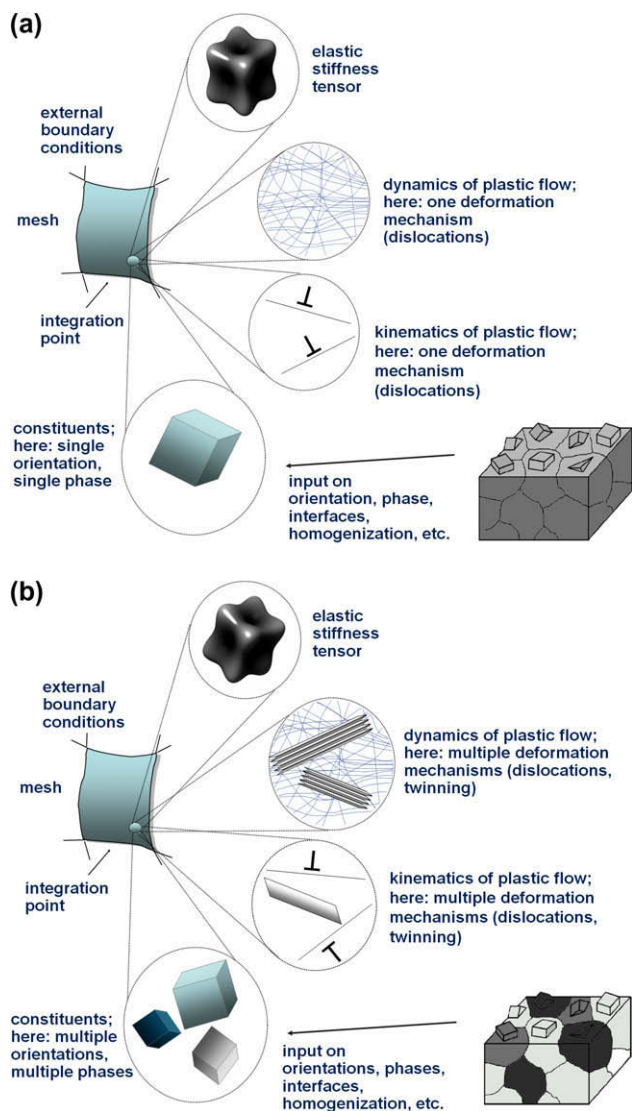 (a)
elastic
stiffness
tensor
external
boundary
conditions
dynamics of plastic flow;
here: one deformation
mechanism
(dislocations)
mesh
integration
point
kinematics of plastic flow;
here: one deformation
mechanism
(dislocations)
constituents;
here: single
orientation,
single phase
input on
orientation, phase,
interfaces,
homogenization, etc.
(b)
elastic
stiffness
tensor
external
boundary
conditions
dynamics of plastic flow;
here: multiple deformation
mechanisms (dislocations,
twinning)
mesh
integration
point
kinematics of plastic flow;
here: multiple deformation
mechanisms (dislocations,
twinning)
constituents;
here: multiple
orientations,
multiple phases
input on
orientations, phases,
interfaces,
homogenization, etc.